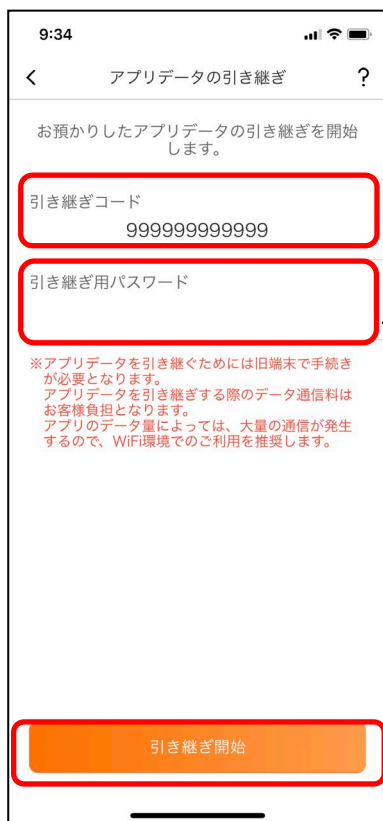 9:34
アプリデータの引き継ぎ ?
お預かりしたアプリデータの引き継ぎを開始
します。
引き継ぎコード
999999999999
引き継ぎ用パスワード
※アプリデータを引き継ぐためには旧端末で手続き
が必要となります。
アプリデータを引き継ぎする際のデータ通信料は
お客様負担となります。
アプリのデータ量によっては、大量の通信が発生
するので、WiFi環境でのご利用を推奨します。
引き継ぎ開始